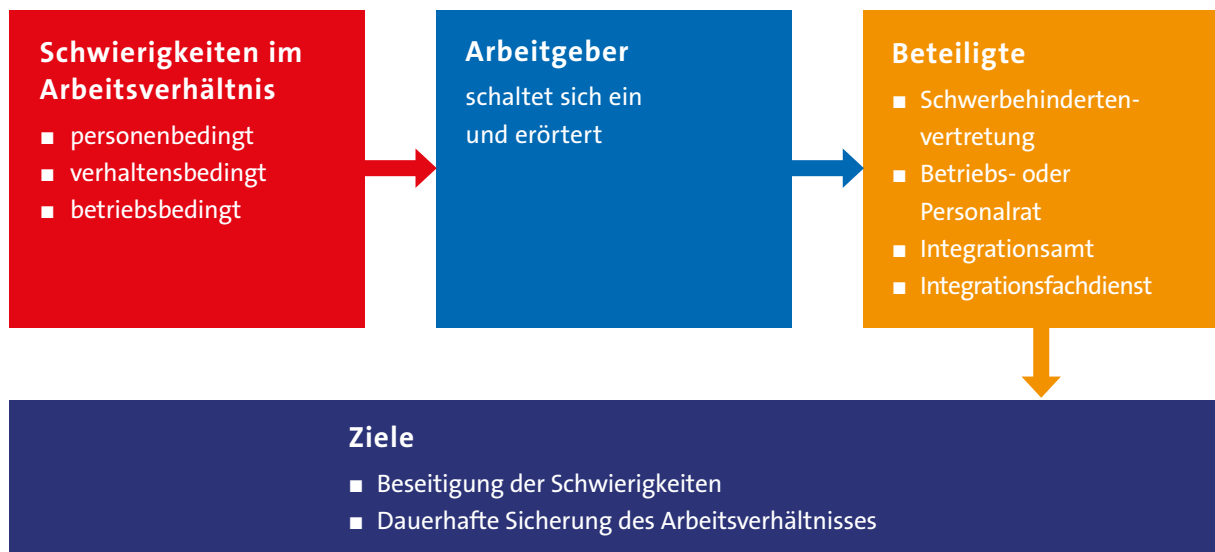 Schwierigkeiten im
Arbeitsverhältnis
■ personenbedingt
■ verhaltensbedingt
■ betriebsbedingt
Arbeitgeber
schaltet sich ein
und erörtert
Beteiligte
■ Schwerbehinderten-
vertretung
■ Betriebs- oder
Personalrat
■ Integrationsamt
■ Integrationsfachdienst
Ziele
■ Beseitigung der Schwierigkeiten
■ Dauerhafte Sicherung des Arbeitsverhältnisses